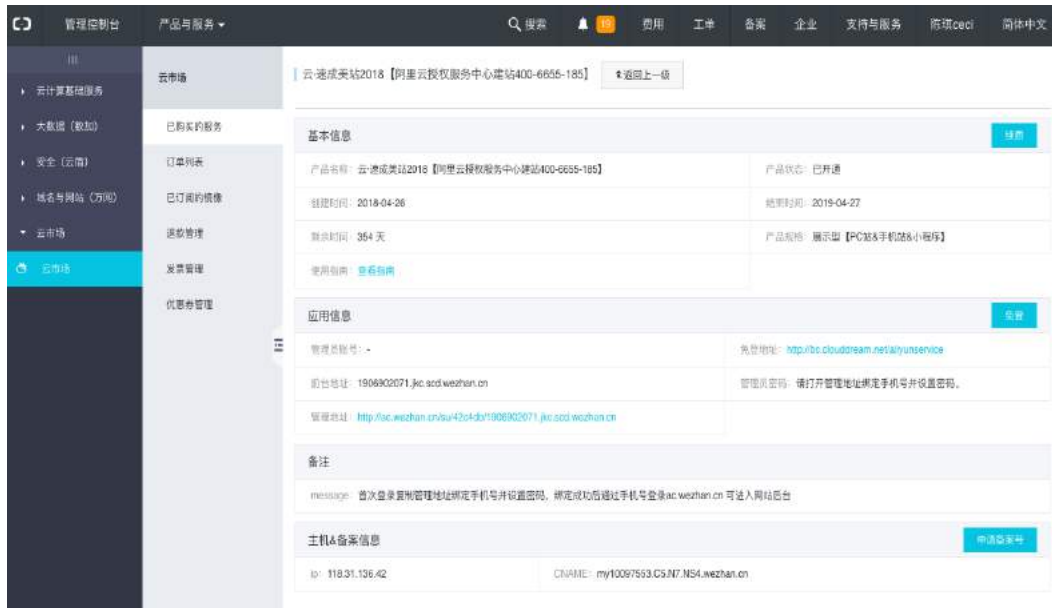 管理控制台 产品与服务 搜索 19 费用 工单 备案 企业 支持与服务 陈琪ceci 简体中文
云计算基础服务
大数据（数加）
安全（云盾）
域名与网站（万网）
云市场
云市场
云市场
已购买的服务
订单列表
已订阅的镜像
退款管理
发票管理
优惠券管理
云·速成美站2018【阿里云授权服务中心建站400-6655-185】 返回上一级
基本信息 续费
产品名称：云·速成美站2018【阿里云授权服务中心建站400-6655-185】 产品状态：已开通
创建时间：2018-04-26 结束时间：2019-04-27
剩余时间：354 天 产品规格：展示型【PC站&手机站&小程序】
使用指南：查看指南
应用信息 免登
管理员账号：- 免登地址：http://bc.clouddream.net/aliyunservice
前台地址：1906902071.jkc.scd.wezhan.cn 管理员密码：请打开管理地址绑定手机号并设置密码。
管理地址：http://ac.wezhan.cn/su/42c4db/1906902071.jkc.scd.wezhan.cn
备注
message：首次登录复制管理地址绑定手机号并设置密码，绑定成功后通过手机号登录ac.wezhan.cn 可进入网站后台
主机&备案信息 申请备案号
ip：118.31.136.42 CNAME：my10097553.C5.N7.NS4.wezhan.cn